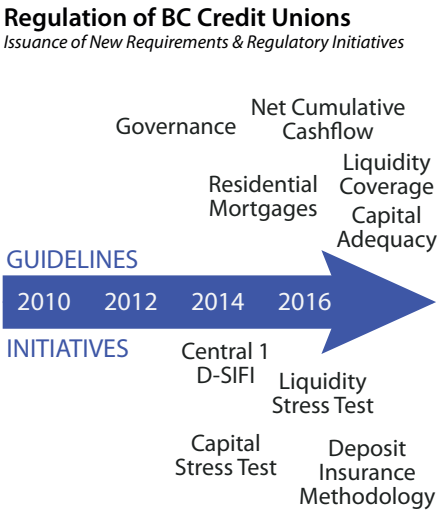 Regulation of BC Credit Unions
Issuance of New Requirements & Regulatory Initiatives
Net Cumulative
Cashflow
Governance
Liquidity
Coverage
Residential
Mortgages
Capital
Adequacy
GUIDELINES
2010 2012 2014 2016
INITIATIVES
Central 1
D-SIFI
Liquidity
Stress Test
Capital
Stress Test
Deposit
Insurance
Methodology